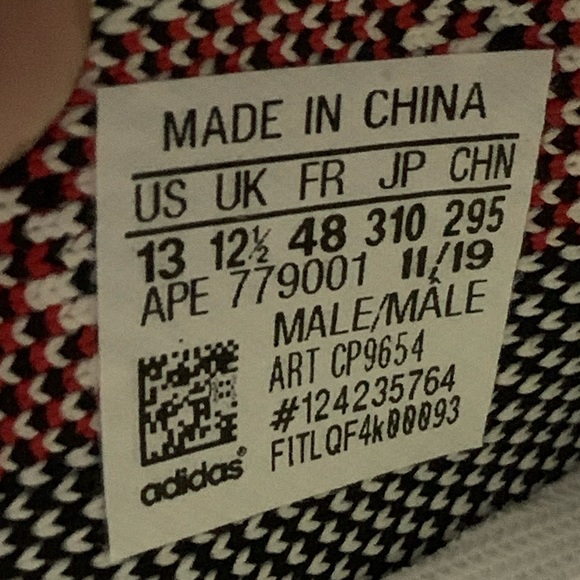 MADE IN CHINA
US UK FR JP CHN
13 12½ 48 310 295
APE 779001 11/19
MALE/MÂLE
ART CP9654
#124235764
FITLQF4k00093
adidas®